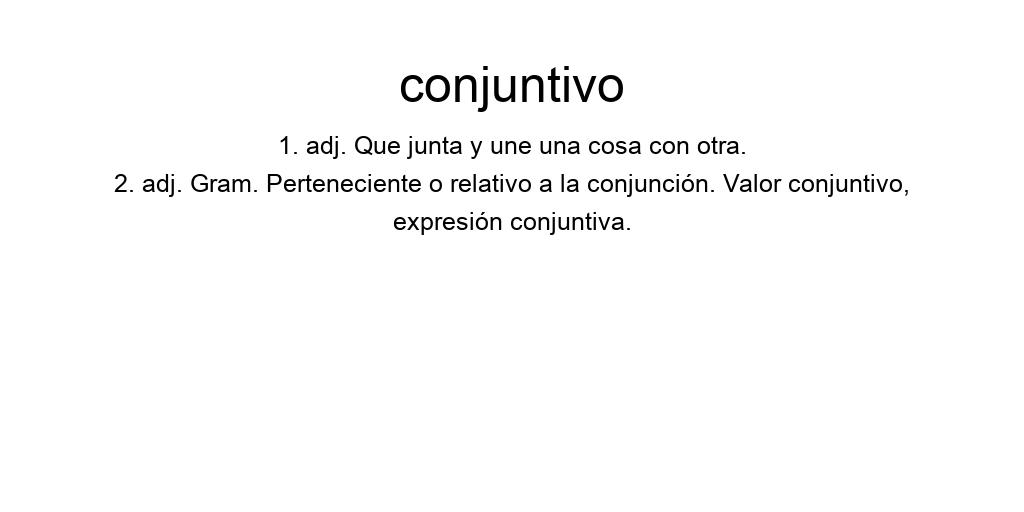 conjuntivo
1. adj. Que junta y une una cosa con otra.
2. adj. Gram. Perteneciente o relativo a la conjunción. Valor conjuntivo,
expresión conjuntiva.